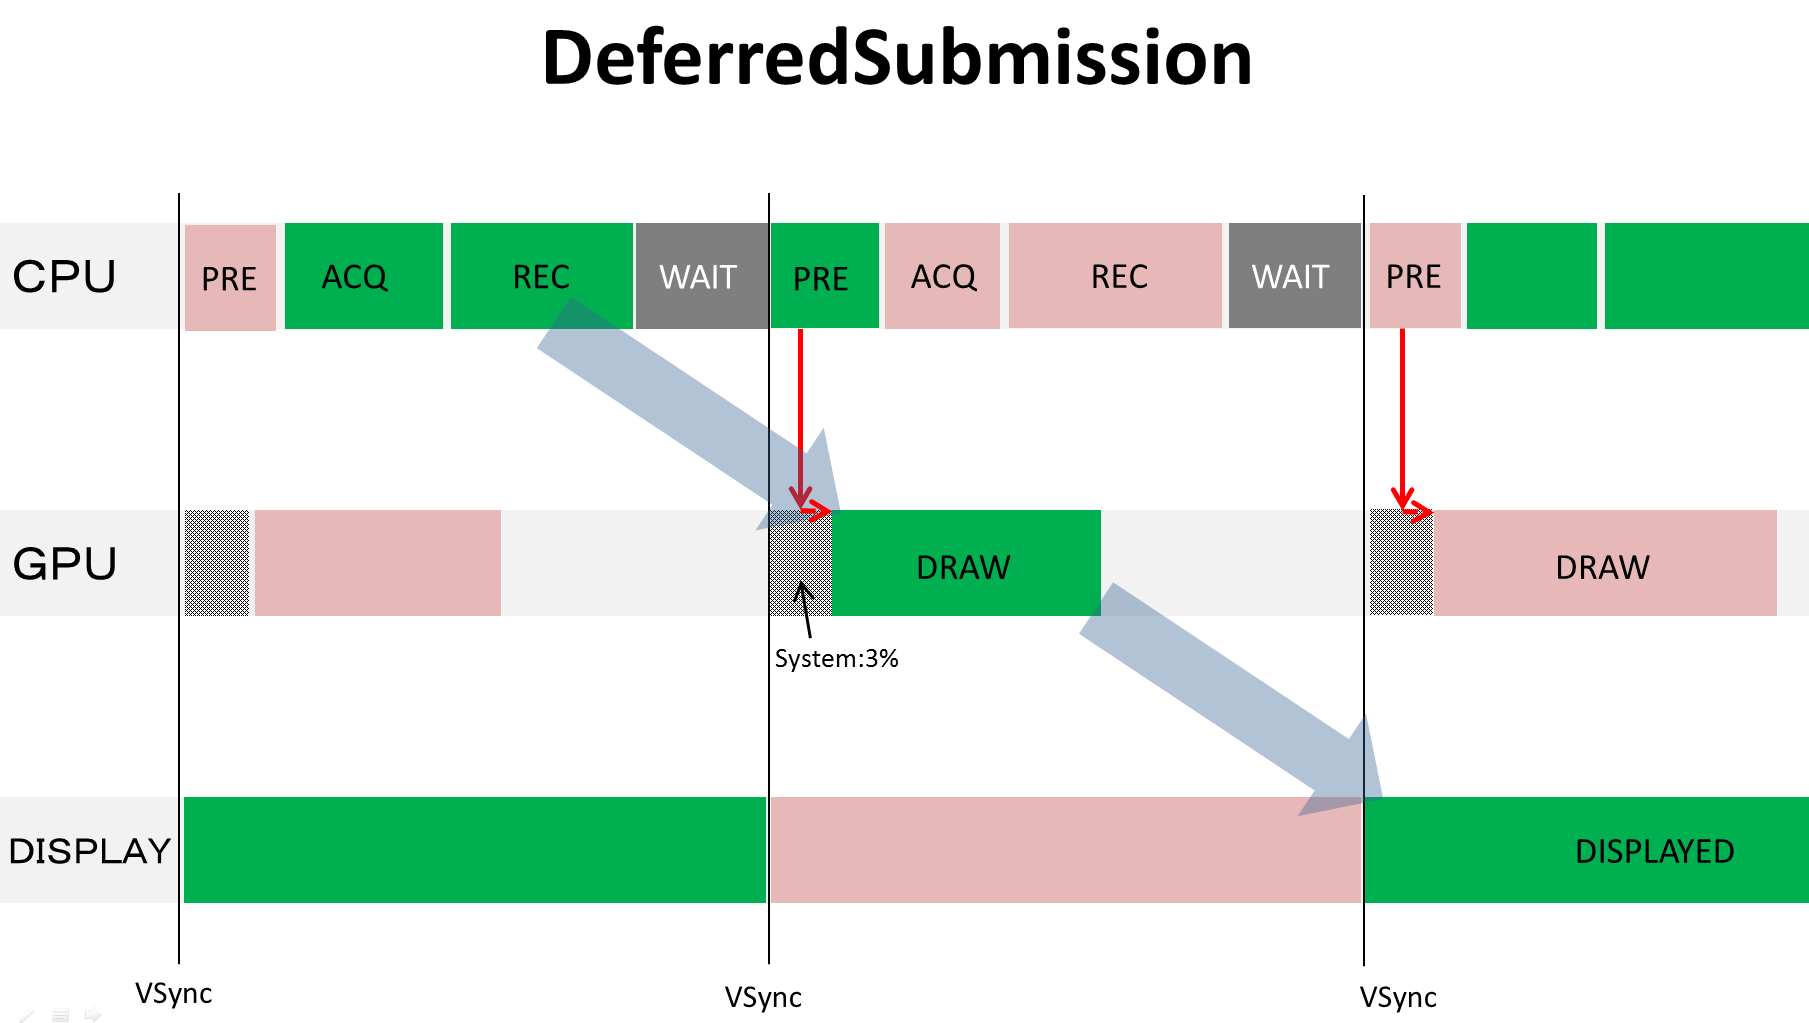 DeferredSubmission
CPU
PRE
ACQ
REC
WAIT
PRE
ACQ
REC
WAIT
PRE
GPU
DRAW
DRAW
System:3%
DISPLAY
DISPLAYED
VSync
VSync
VSync